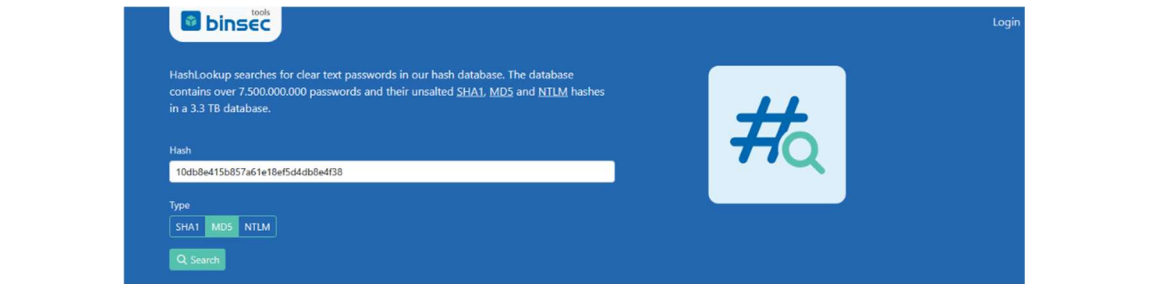 tools
binsec
Login
HashLookup searches for clear text passwords in our hash database. The database
contains over 7.500.000.000 passwords and their unsalted SHA1, MD5 and NTLM hashes
in a 3.3 TB database.
Hash
10db8e415b857a61e18ef5d4db8e4f38
Type
SHA1 MD5 NTLM
Search